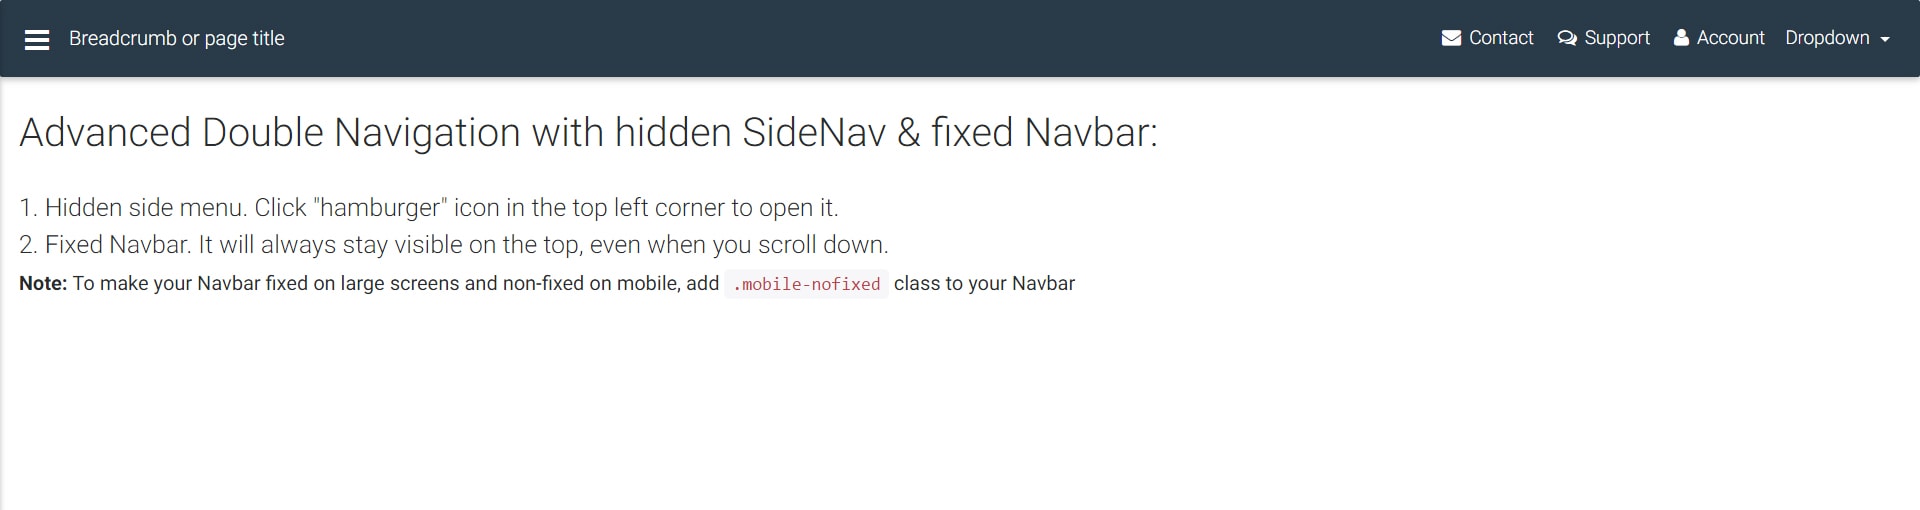 Breadcrumb or page title
Contact Support Account Dropdown
Advanced Double Navigation with hidden SideNav & fixed Navbar:
1. Hidden side menu. Click "hamburger" icon in the top left corner to open it.
2. Fixed Navbar. It will always stay visible on the top, even when you scroll down.
Note: To make your Navbar fixed on large screens and non-fixed on mobile, add .mobile-nofixed class to your Navbar